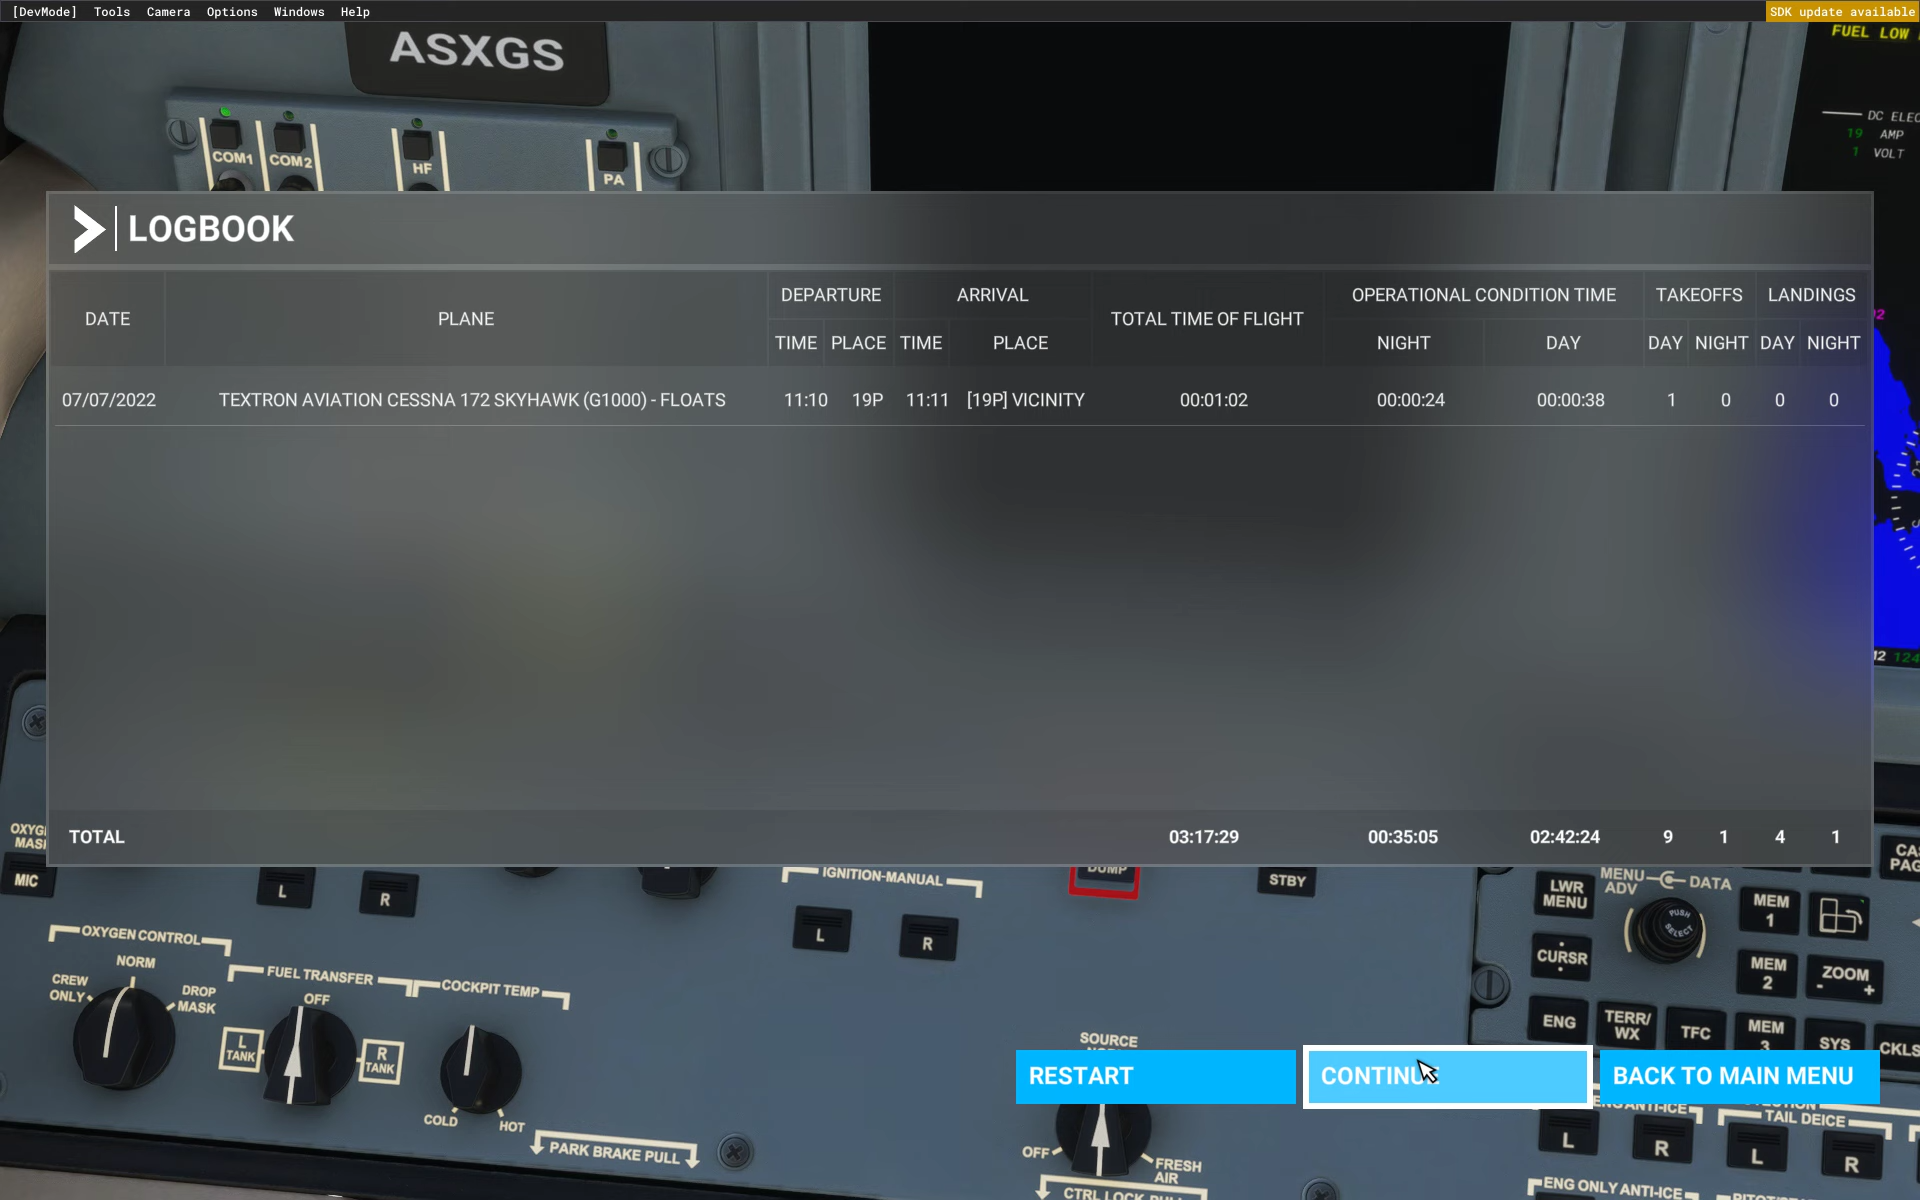 [DevMode] Tools Camera Options Windows Help
SDK update available
ASXGS
FUEL LOW
DC ELEC
19 AMP
1 VOLT
COM1 COM2 HF PA
LOGBOOK
DATE PLANE DEPARTURE ARRIVAL TOTAL TIME OF FLIGHT OPERATIONAL CONDITION TIME TAKEOFFS LANDINGS
TIME PLACE TIME PLACE NIGHT DAY DAY NIGHT DAY NIGHT
07/07/2022 TEXTRON AVIATION CESSNA 172 SKYHAWK (G1000) - FLOATS 11:10 19P 11:11 [19P] VICINITY 00:01:02 00:00:24 00:00:38 1 0 0 0
TOTAL 03:17:29 00:35:05 02:42:24 9 1 4 1
12 124
MIC
L R
IGNITION-MANUAL
L R
DUMP
STBY
OXYGEN CONTROL
NORM
CREW ONLY
DROP MASK
FUEL TRANSFER
OFF
L TANK
R TANK
COCKPIT TEMP
COLD HOT
PARK BRAKE PULL
SOURCE
OFF
FRESH AIR
LWR MENU
MENU ADV DATA
PUSH SELECT
MEM 1
CURSR
MEM 2
ZOOM
- +
ENG
TERR/ WX
TFC
MEM 3
SYS
CKLS
RESTART
BACK TO MAIN MENU
TAIL DEICE
L R L R
ENG ONLY ANTI-ICE